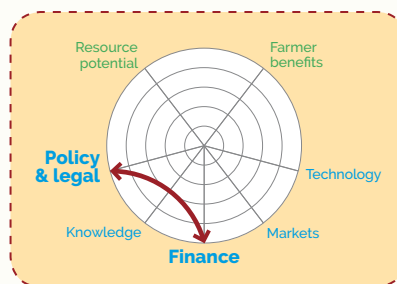 Resource
potential
Farmer
benefits
Policy
& legal
Technology
Knowledge
Markets
Finance